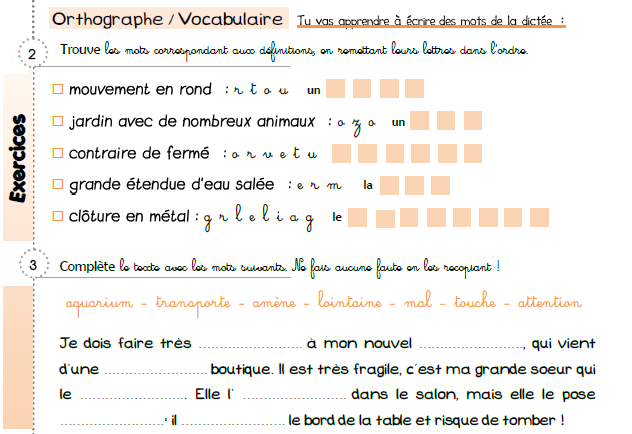 Orthographe / Vocabulaire Tu vas apprendre à écrire des mots de la dictée :
2 Trouve les mots correspondant aux définitions, en remettant leurs lettres dans l'ordre.
mouvement en rond : r t o u un
jardin avec de nombreux animaux : o z o un
contraire de fermé : o r v e t u
grande étendue d'eau salée : e r m la
clôture en métal : g r l e l i a g le
Exercices
3 Complète le texte avec les mots suivants. Ne fais aucune faute en les recopiant !
aquarium - transporte - amène - lointaine - mal - touche - attention
Je dois faire très ........................ à mon nouvel ........................, qui vient
d'une ........................ boutique. Il est très fragile, c'est ma grande soeur qui
le ........................ . Elle l' ........................ dans le salon, mais elle le pose
........................ : il ........................ le bord de la table et risque de tomber !